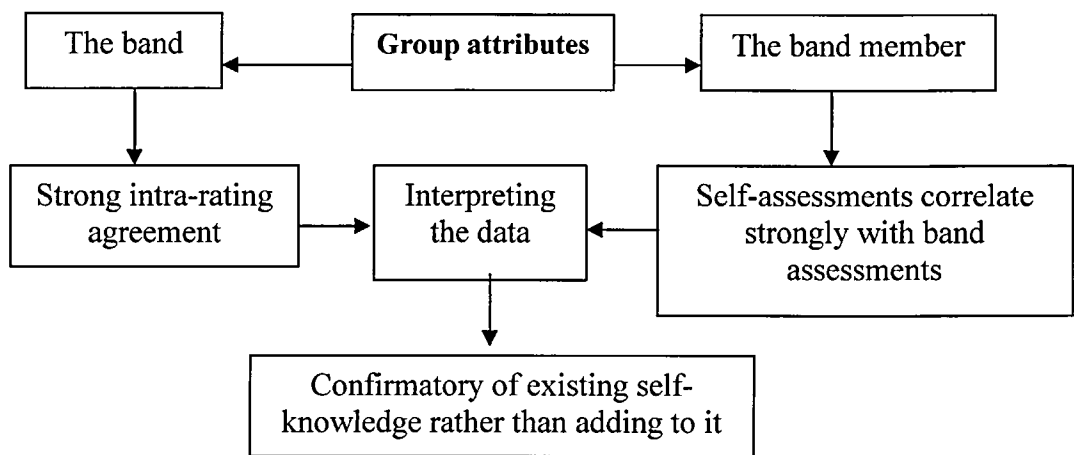 The band
Group attributes
The band member
Strong intra-rating
agreement
Interpreting
the data
Self-assessments correlate
strongly with band
assessments
Confirmatory of existing self-
knowledge rather than adding to it